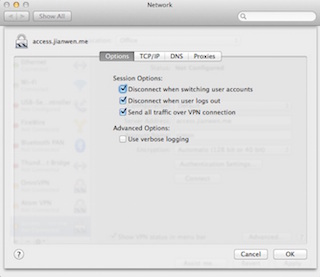 Network
Show All
access.jianwen.me
Options TCP/IP DNS Proxies
Session Options:
Disconnect when switching user accounts
Disconnect when user logs out
Send all traffic over VPN connection
Advanced Options:
Use verbose logging
? Cancel OK